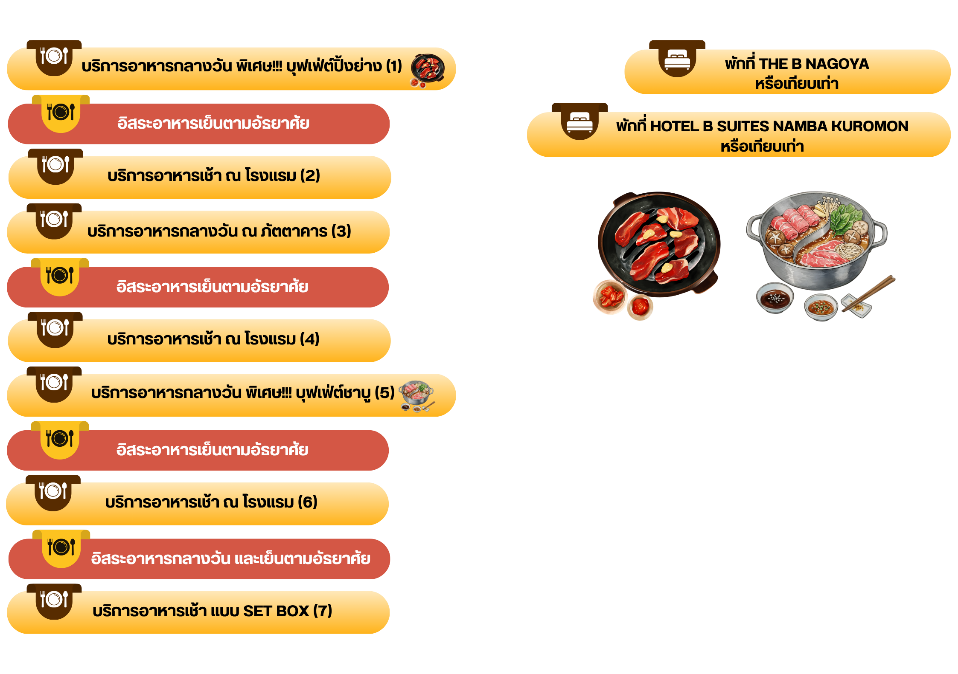 บริการอาหารกลางวัน พิเศษ!!! บุฟเฟ่ต์ปิ้งย่าง (1)
อิสระอาหารเย็นตามอัธยาศัย
บริการอาหารเช้า ณ โรงแรม (2)
บริการอาหารกลางวัน ณ ภัตตาคาร (3)
อิสระอาหารเย็นตามอัธยาศัย
บริการอาหารเช้า ณ โรงแรม (4)
บริการอาหารกลางวัน พิเศษ!!! บุฟเฟ่ต์ชาบู (5)
อิสระอาหารเย็นตามอัธยาศัย
บริการอาหารเช้า ณ โรงแรม (6)
อิสระอาหารกลางวัน และเย็นตามอัธยาศัย
บริการอาหารเช้า แบบ SET BOX (7)
พักที่ THE B NAGOYA
หรือเทียบเท่า
พักที่ HOTEL B SUITES NAMBA KUROMON
หรือเทียบเท่า